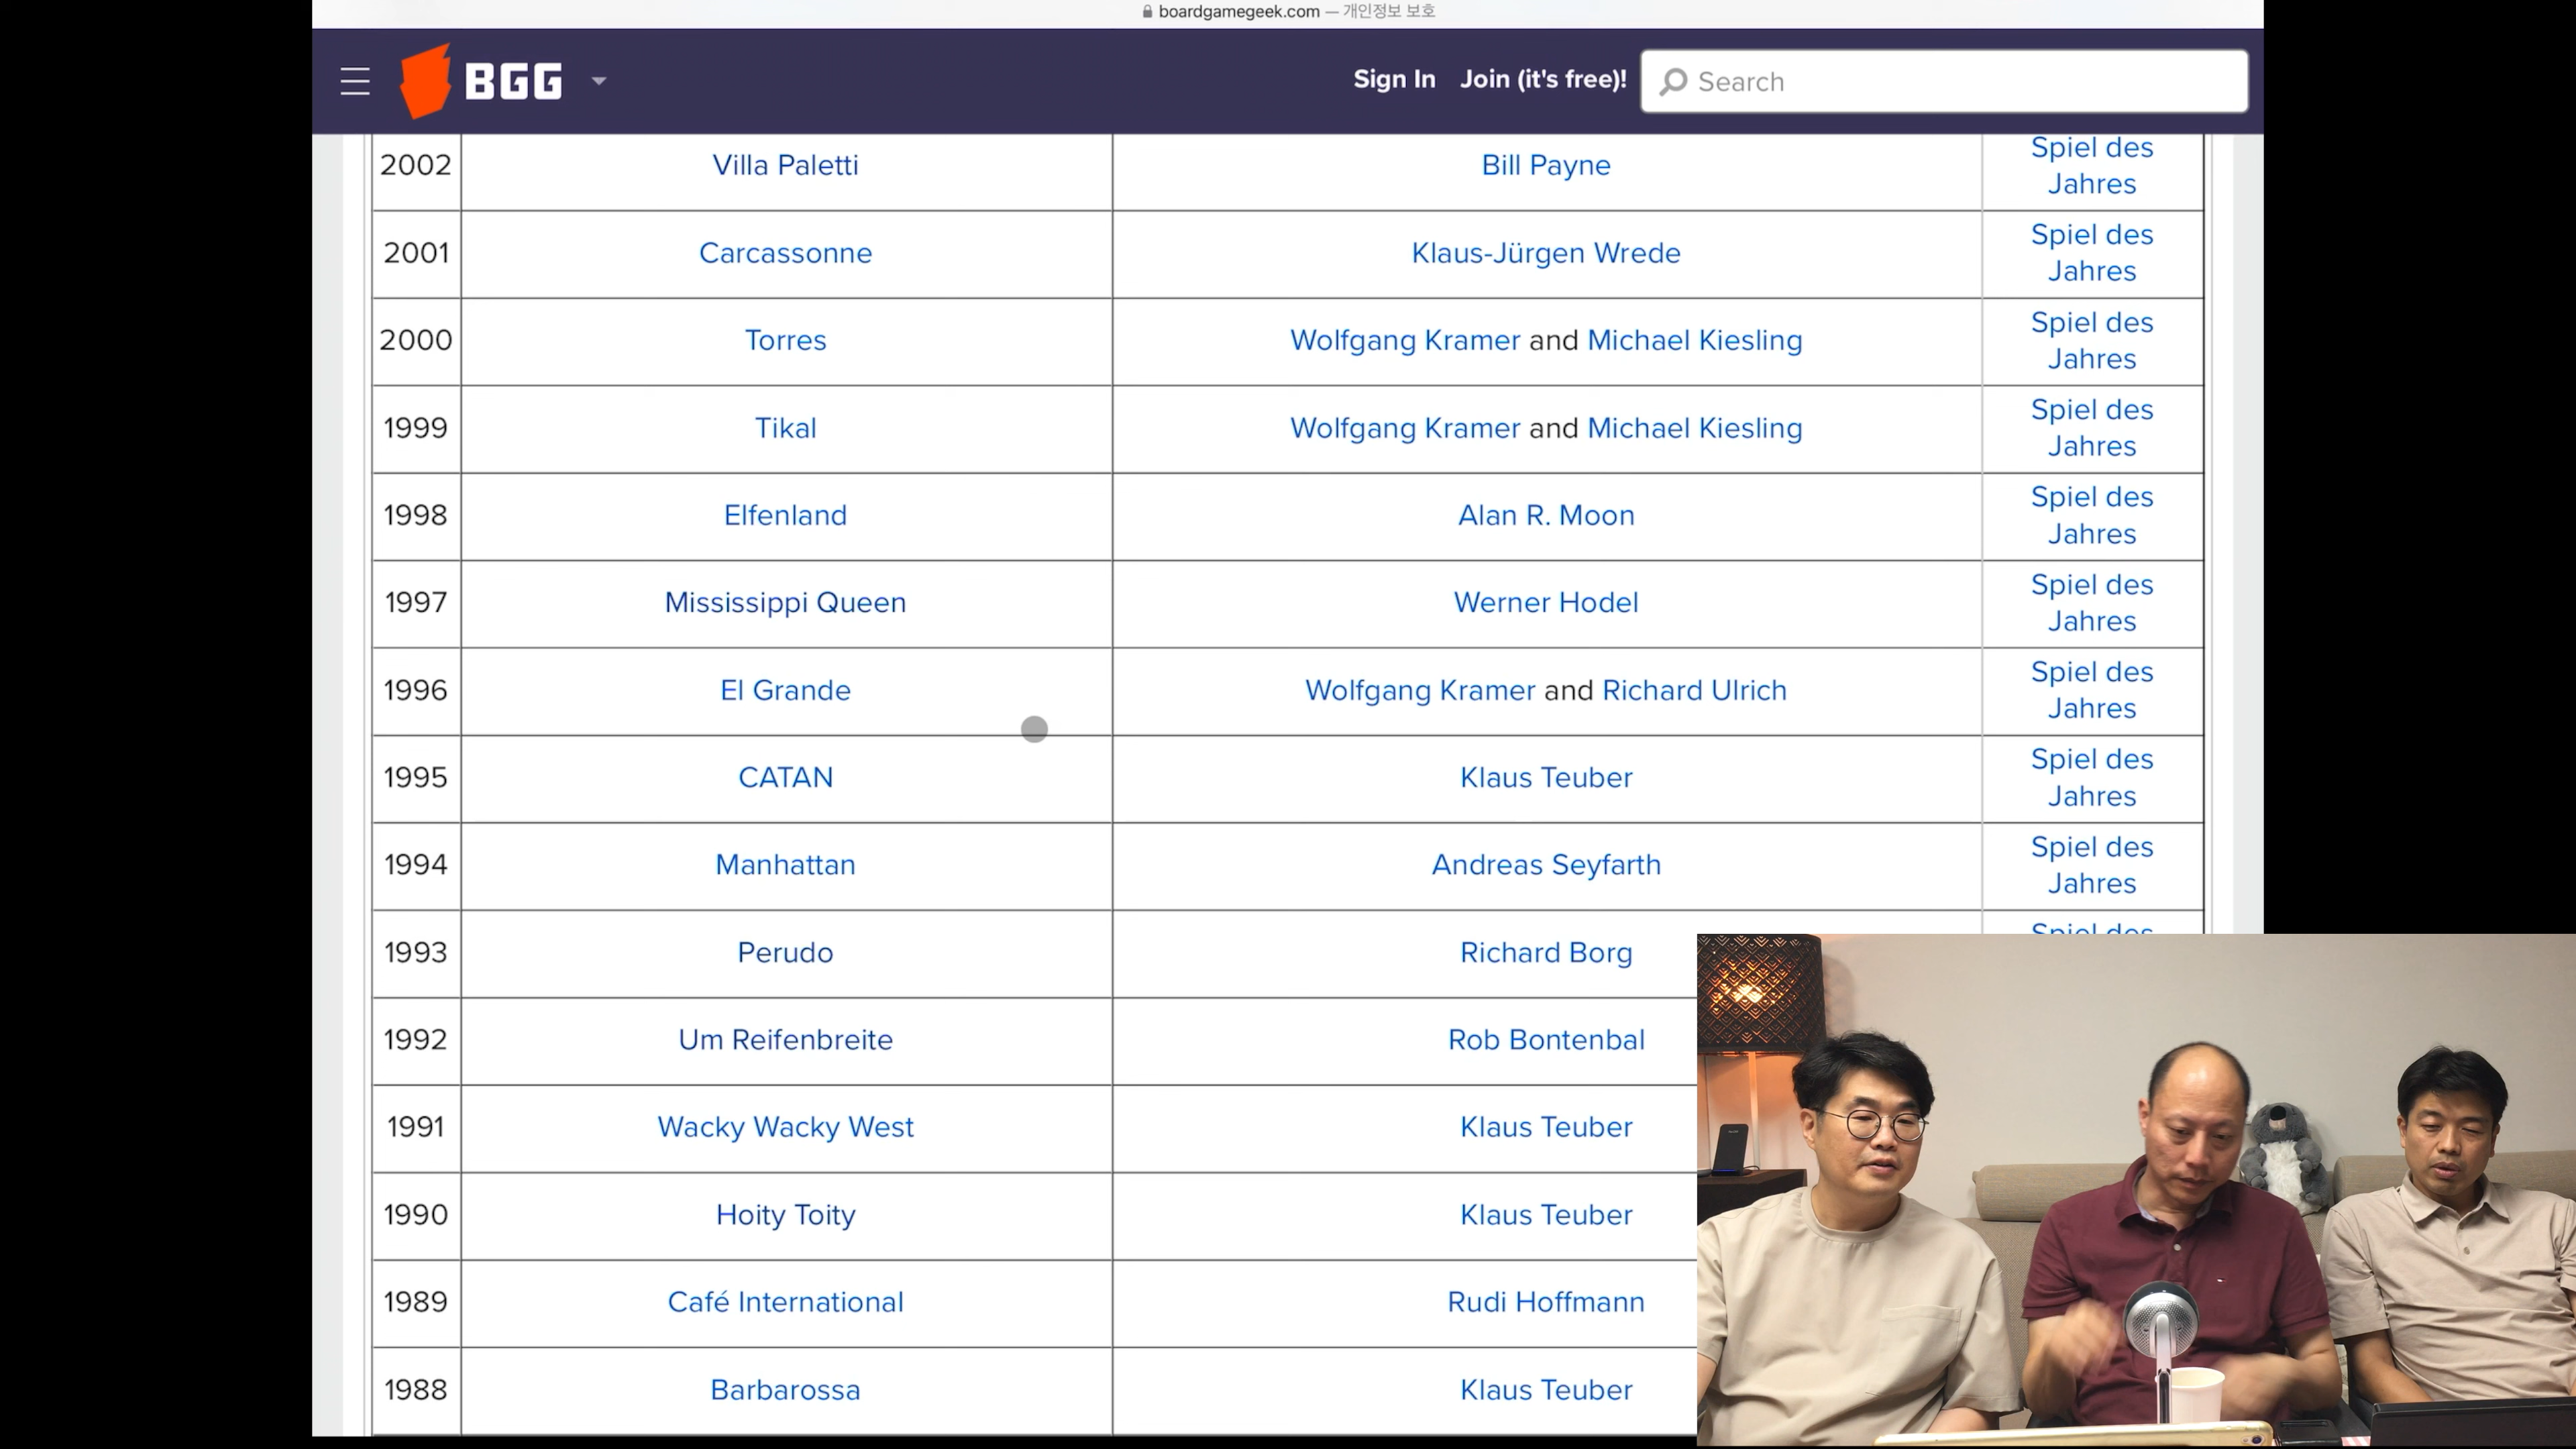 boardgamegeek.com — 개인정보 보호
BGG
Sign In Join (it's free)! Search
2002 Villa Paletti Bill Payne Spiel des
Jahres
2001 Carcassonne Klaus-Jürgen Wrede Spiel des
Jahres
2000 Torres Wolfgang Kramer and Michael Kiesling Spiel des
Jahres
1999 Tikal Wolfgang Kramer and Michael Kiesling Spiel des
Jahres
1998 Elfenland Alan R. Moon Spiel des
Jahres
1997 Mississippi Queen Werner Hodel Spiel des
Jahres
1996 El Grande Wolfgang Kramer and Richard Ulrich Spiel des
Jahres
1995 CATAN Klaus Teuber Spiel des
Jahres
1994 Manhattan Andreas Seyfarth Spiel des
Jahres
1993 Perudo Richard Borg Spiel des
1992 Um Reifenbreite Rob Bontenbal
1991 Wacky Wacky West Klaus Teuber
1990 Hoity Toity Klaus Teuber
1989 Café International Rudi Hoffmann
1988 Barbarossa Klaus Teuber